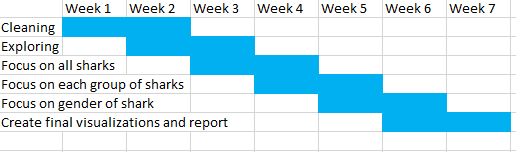 Week 1 Week 2 Week 3 Week 4 Week 5 Week 6 Week 7
Cleaning
Exploring
Focus on all sharks
Focus on each group of sharks
Focus on gender of shark
Create final visualizations and report